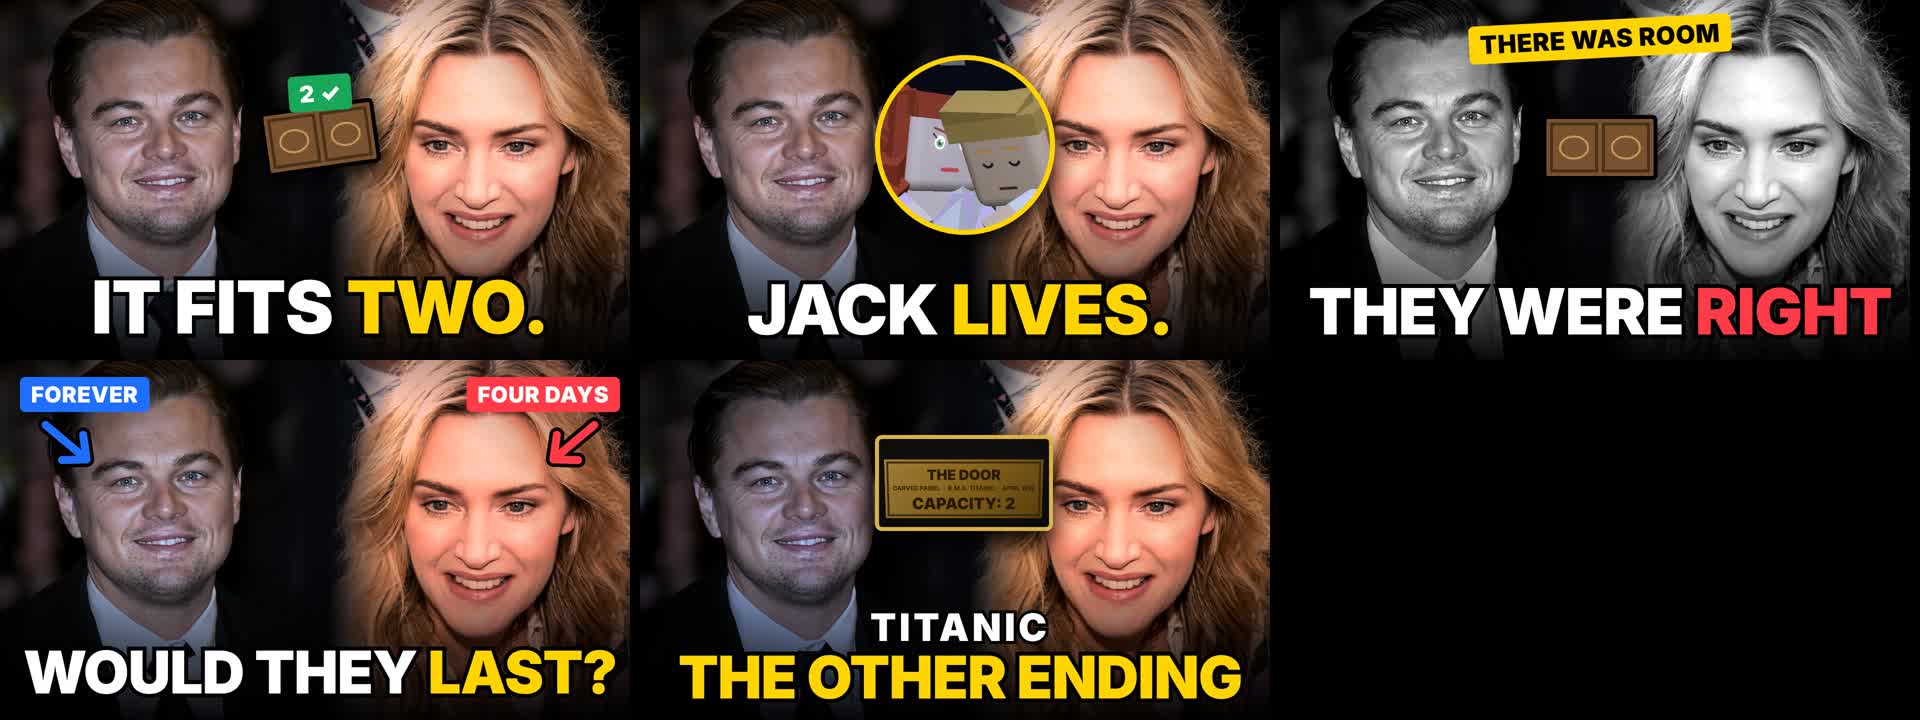 2 ✓
IT FITS TWO.
JACK LIVES.
THERE WAS ROOM
THEY WERE RIGHT
FOREVER
FOUR DAYS
WOULD THEY LAST?
THE DOOR
CAPACITY: 2
TITANIC
THE OTHER ENDING